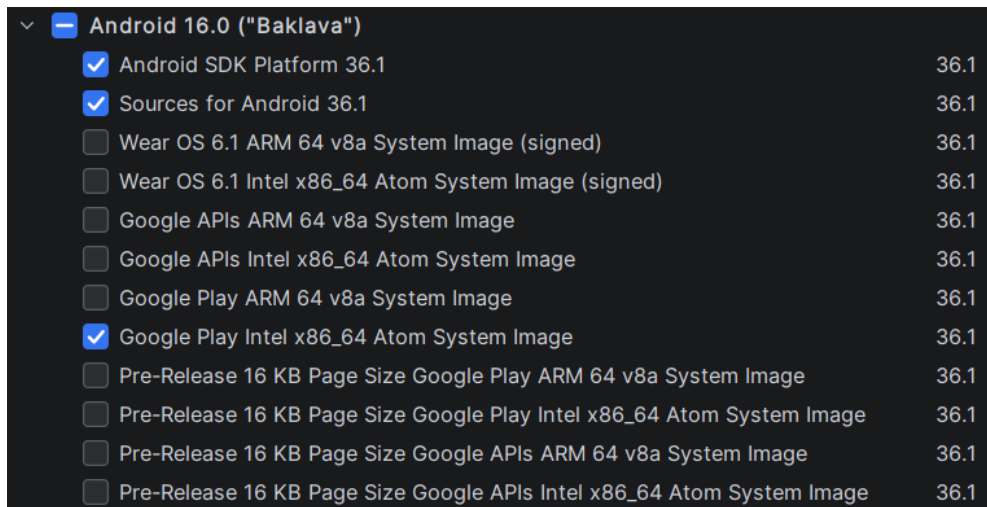 Android 16.0 ("Baklava")
Android SDK Platform 36.1 36.1
Sources for Android 36.1 36.1
Wear OS 6.1 ARM 64 v8a System Image (signed) 36.1
Wear OS 6.1 Intel x86_64 Atom System Image (signed) 36.1
Google APIs ARM 64 v8a System Image 36.1
Google APIs Intel x86_64 Atom System Image 36.1
Google Play ARM 64 v8a System Image 36.1
Google Play Intel x86_64 Atom System Image 36.1
Pre-Release 16 KB Page Size Google Play ARM 64 v8a System Image 36.1
Pre-Release 16 KB Page Size Google Play Intel x86_64 Atom System Image 36.1
Pre-Release 16 KB Page Size Google APIs ARM 64 v8a System Image 36.1
Pre-Release 16 KB Page Size Google APIs Intel x86_64 Atom System Image 36.1